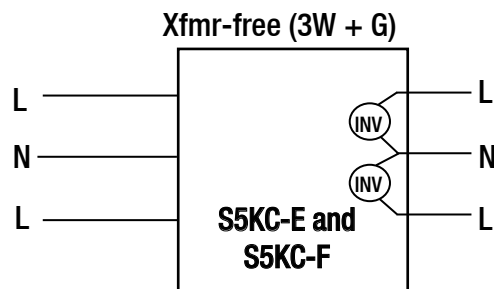 Xfmr-free (3W + G)
L
L
INV
N
N
INV
L
L
S5KC-E and
S5KC-F